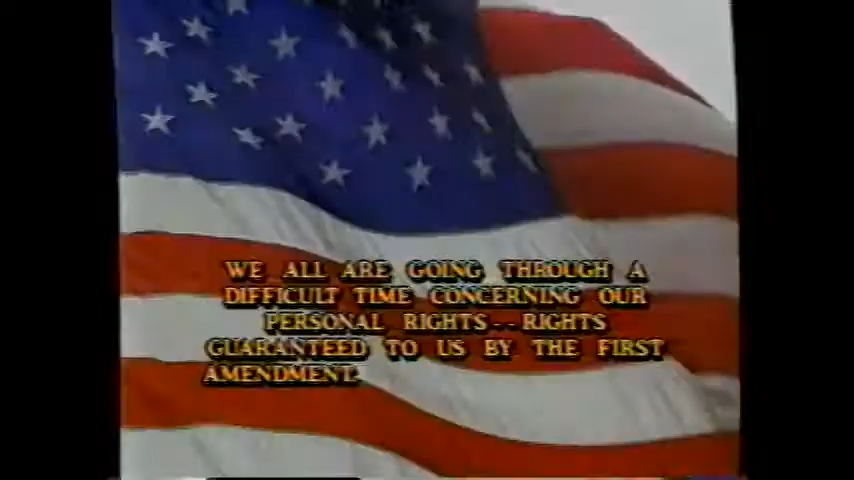 WE ALL ARE GOING THROUGH A
DIFFICULT TIME CONCERNING OUR
PERSONAL RIGHTS--RIGHTS
GUARANTEED TO US BY THE FIRST
AMENDMENT.